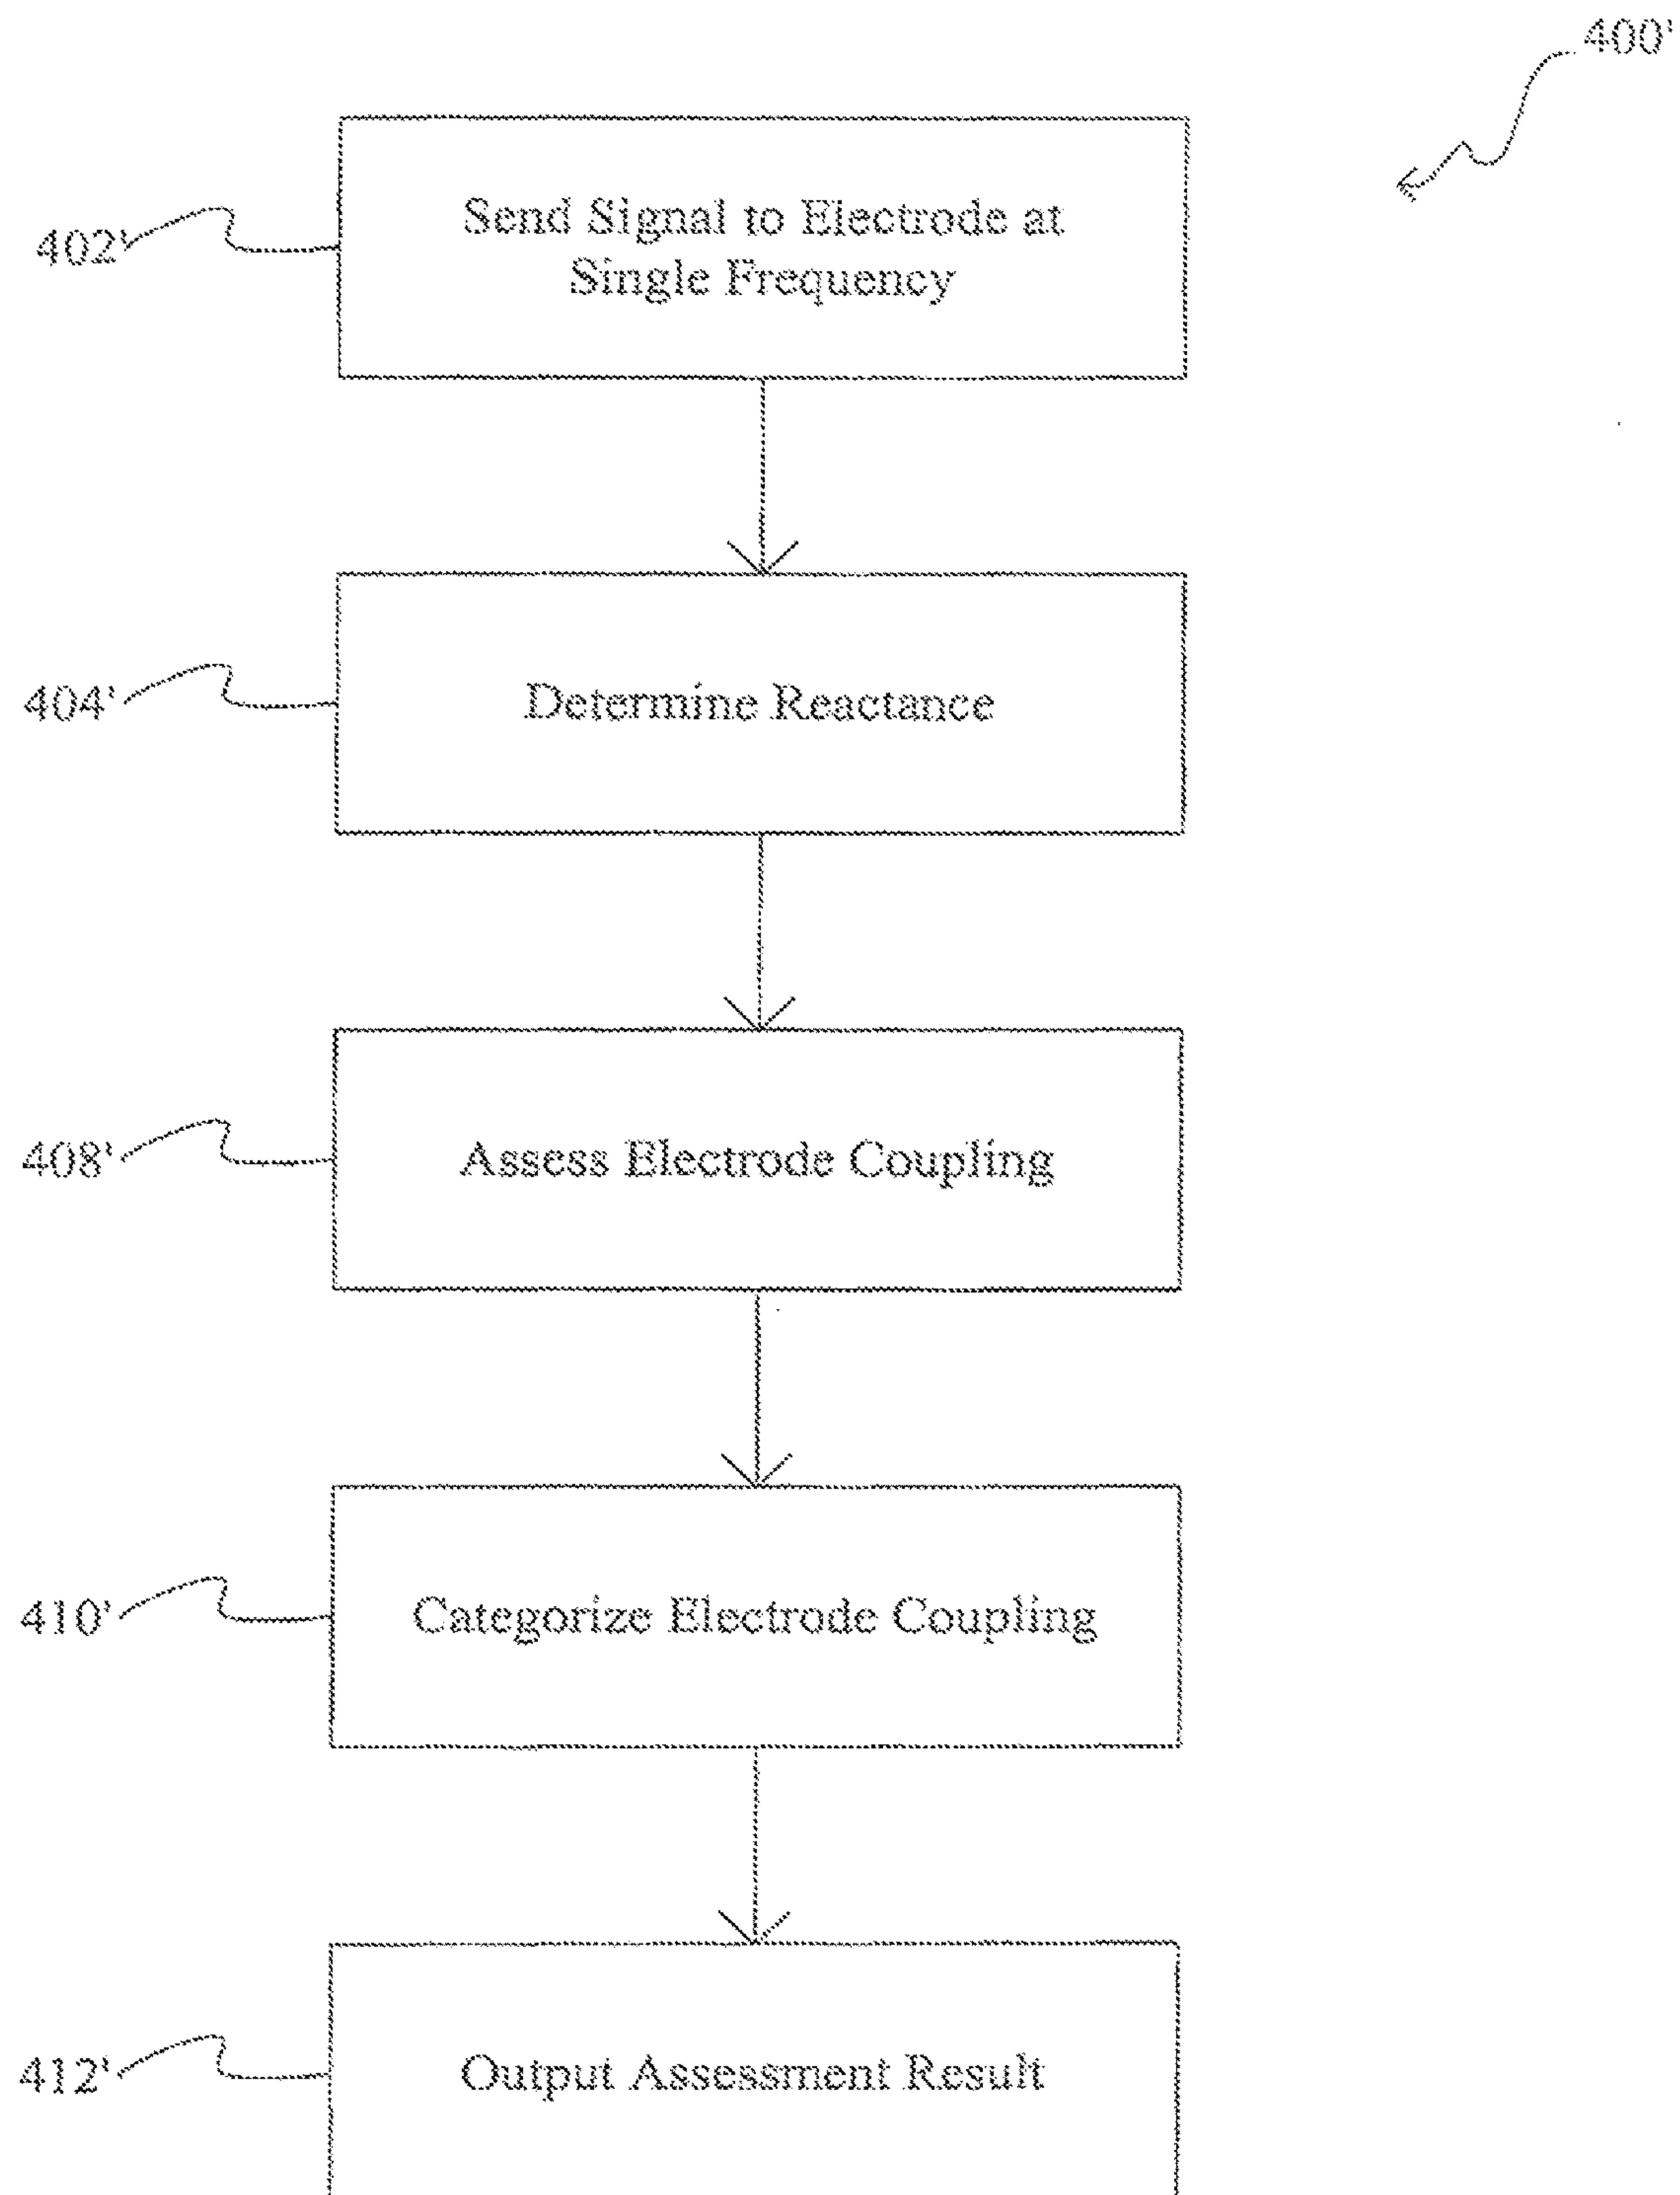 400'
402'
Send Signal to Electrode at
Single Frequency
404'
Determine Reactance
408'
Assess Electrode Coupling
410'
Categorize Electrode Coupling
412'
Output Assessment Result